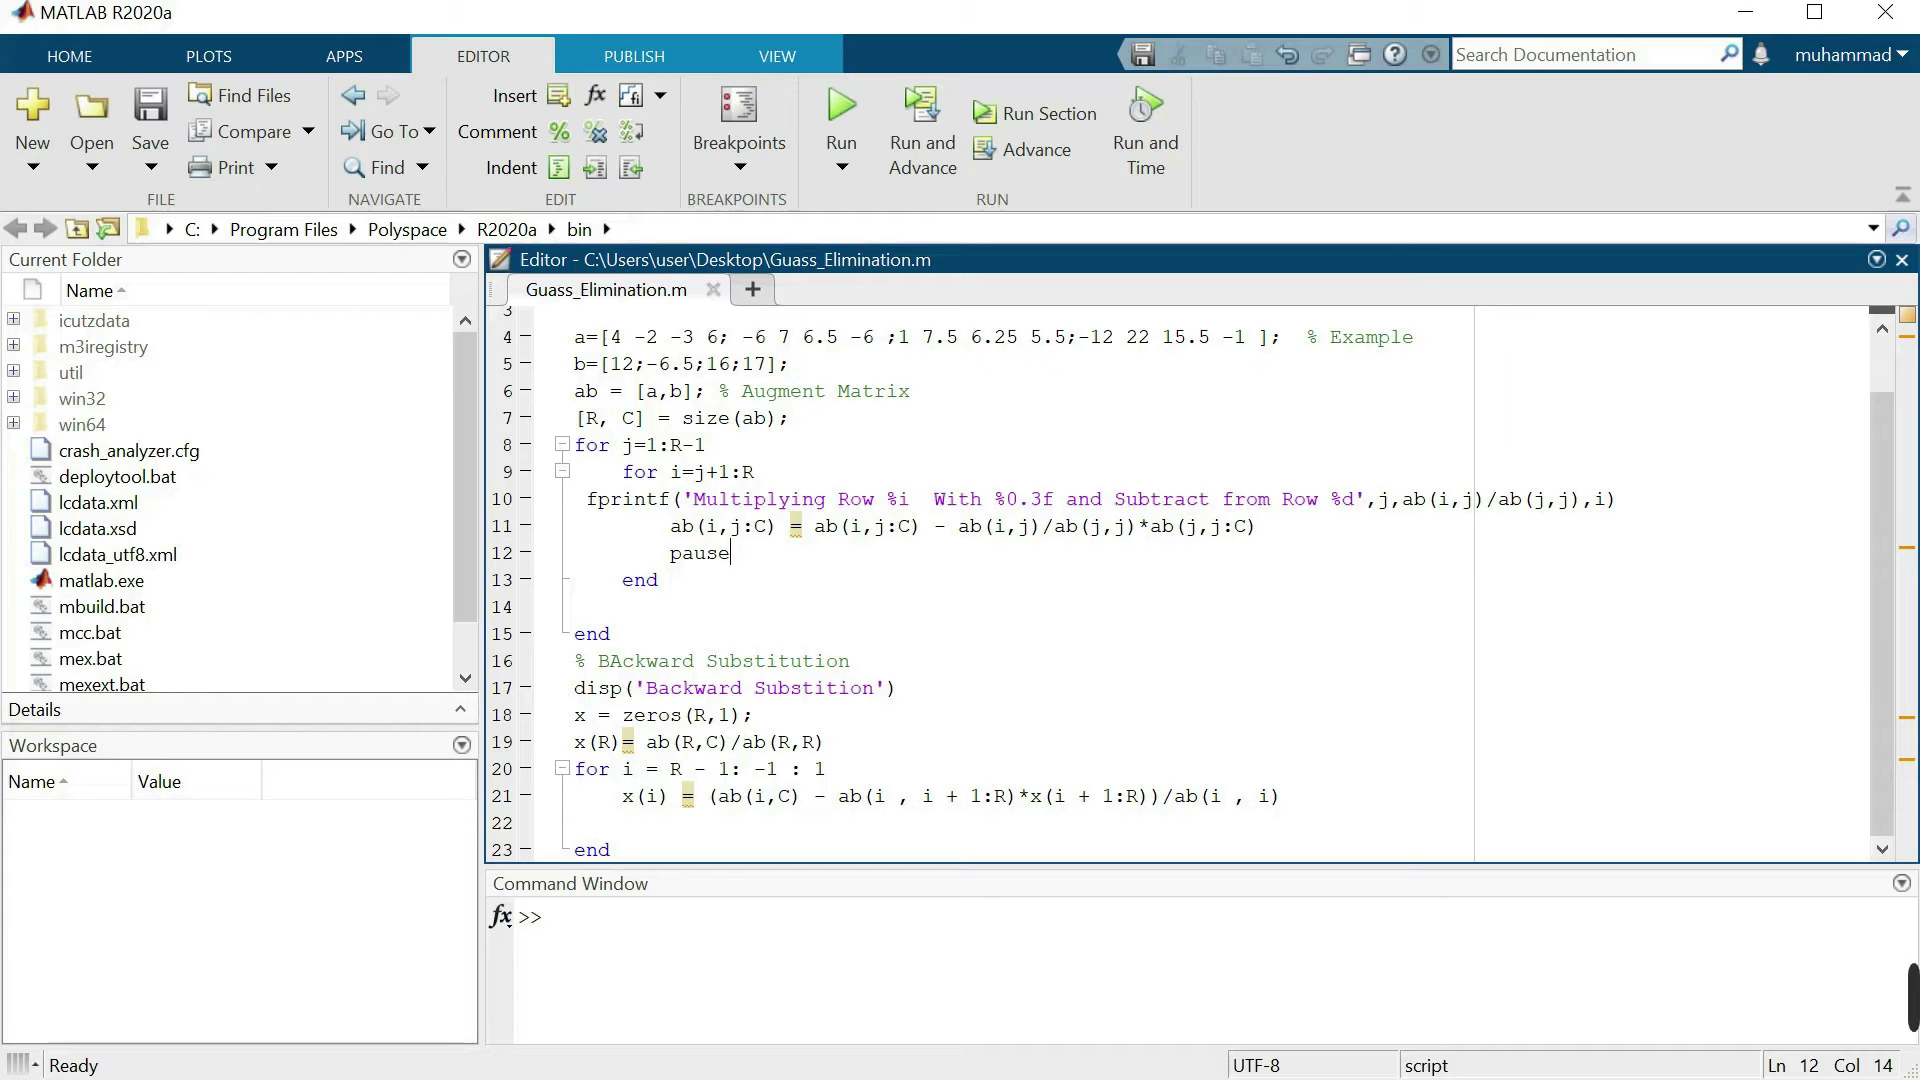 MATLAB R2020a
HOME PLOTS APPS EDITOR PUBLISH VIEW Search Documentation muhammad
New Open Save Find Files Compare Print
FILE
Go To Find
NAVIGATE
Insert fx fi
Comment % % %
Indent
EDIT
Breakpoints
BREAKPOINTS
Run Run and Advance Run Section Advance Run and Time
RUN
C: Program Files Polyspace R2020a bin
Current Folder
Name
icutzdata
m3iregistry
util
win32
win64
crash_analyzer.cfg
deploytool.bat
lcdata.xml
lcdata.xsd
lcdata_utf8.xml
matlab.exe
mbuild.bat
mcc.bat
mex.bat
mexext.bat
Details
Workspace
Name Value
Editor - C:\Users\user\Desktop\Guass_Elimination.m
Guass_Elimination.m
3
4 a=[4 -2 -3 6; -6 7 6.5 -6 ;1 7.5 6.25 5.5;-12 22 15.5 -1 ]; % Example
5 b=[12;-6.5;16;17];
6 ab = [a,b]; % Augment Matrix
7 [R, C] = size(ab);
8 for j=1:R-1
9 for i=j+1:R
10 fprintf('Multiplying Row %i  With %0.3f and Subtract from Row %d',j,ab(i,j)/ab(j,j),i)
11 ab(i,j:C) = ab(i,j:C) - ab(i,j)/ab(j,j)*ab(j,j:C)
12 pause
13 end
14
15 end
16 % BAckward Substitution
17 disp('Backward Substition')
18 x = zeros(R,1);
19 x(R)= ab(R,C)/ab(R,R)
20 for i = R - 1: -1 : 1
21 x(i) = (ab(i,C) - ab(i , i + 1:R)*x(i + 1:R))/ab(i , i)
22
23 end
Command Window
fx >>
Ready
UTF-8 script Ln 12 Col 14